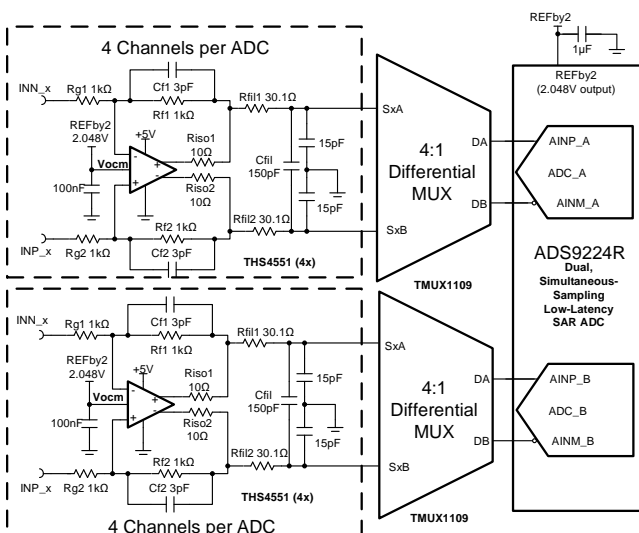 4 Channels per ADC
INN_x
Rg1 1kΩ
Cf1 3pF
Rf1 1kΩ
REFby2
2.048V
+5V
Vocm
Riso1
10Ω
Riso2
10Ω
100nF
Rf2 1kΩ
Cf2 3pF
INP_x
Rg2 1kΩ
Rfil1 30.1Ω
Cfil
150pF
15pF
15pF
Rfil2 30.1Ω
THS4551 (4x)
SxA
SxB
4:1
Differential
MUX
DA
DB
TMUX1109
REFby2
1µF
REFby2
(2.048V output)
AINP_A
ADC_A
AINM_A
ADS9224R
Dual,
Simultaneous-
Sampling
Low-Latency
SAR ADC
INN_x
Rg1 1kΩ
Cf1 3pF
Rf1 1kΩ
REFby2
2.048V
+5V
Vocm
Riso1
10Ω
Riso2
10Ω
100nF
Rf2 1kΩ
Cf2 3pF
INP_x
Rg2 1kΩ
Rfil1 30.1Ω
Cfil
150pF
15pF
15pF
Rfil2 30.1Ω
THS4551 (4x)
4 Channels per ADC
SxA
SxB
4:1
Differential
MUX
DA
DB
TMUX1109
AINP_B
ADC_B
AINM_B